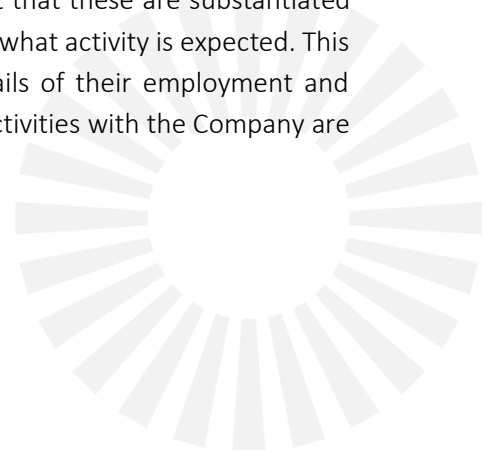 that these are substantiated
what activity is expected. This
ails of their employment and
ctivities with the Company are